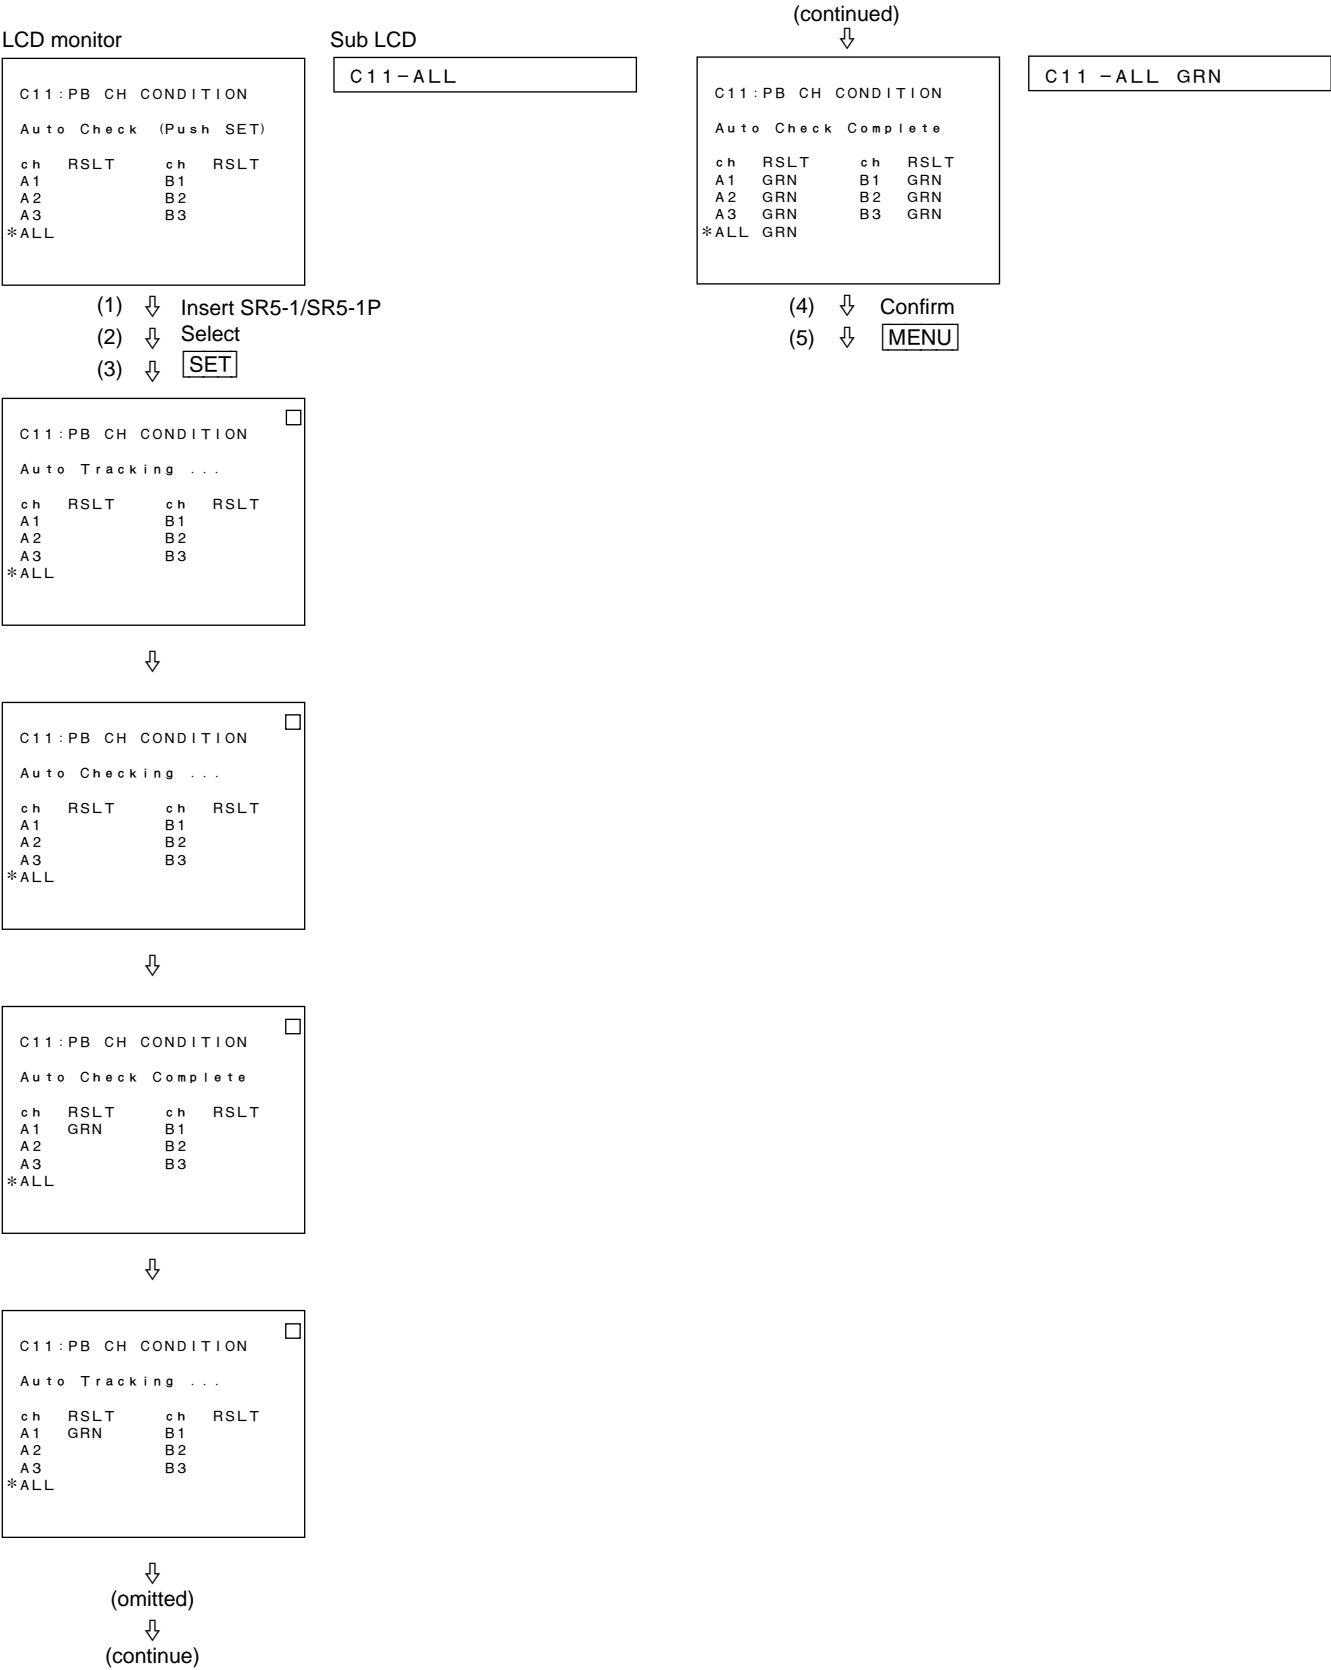 LCD monitor
Sub LCD
C11:PB CH CONDITION
Auto Check (Push SET)
ch RSLT ch RSLT
A1 B1
A2 B2
A3 B3
*ALL
C11-ALL
(1) ⇩ Insert SR5-1/SR5-1P
(2) ⇩ Select
(3) ⇩ SET
C11:PB CH CONDITION
Auto Tracking ...
ch RSLT ch RSLT
A1 B1
A2 B2
A3 B3
*ALL
⇩
C11:PB CH CONDITION
Auto Checking ...
ch RSLT ch RSLT
A1 B1
A2 B2
A3 B3
*ALL
⇩
C11:PB CH CONDITION
Auto Check Complete
ch RSLT ch RSLT
A1 GRN B1
A2 B2
A3 B3
*ALL
⇩
C11:PB CH CONDITION
Auto Tracking ...
ch RSLT ch RSLT
A1 GRN B1
A2 B2
A3 B3
*ALL
⇩
(omitted)
⇩
(continue)
(continued)
⇩
C11:PB CH CONDITION
Auto Check Complete
ch RSLT ch RSLT
A1 GRN B1 GRN
A2 GRN B2 GRN
A3 GRN B3 GRN
*ALL GRN
C11 -ALL GRN
(4) ⇩ Confirm
(5) ⇩ MENU